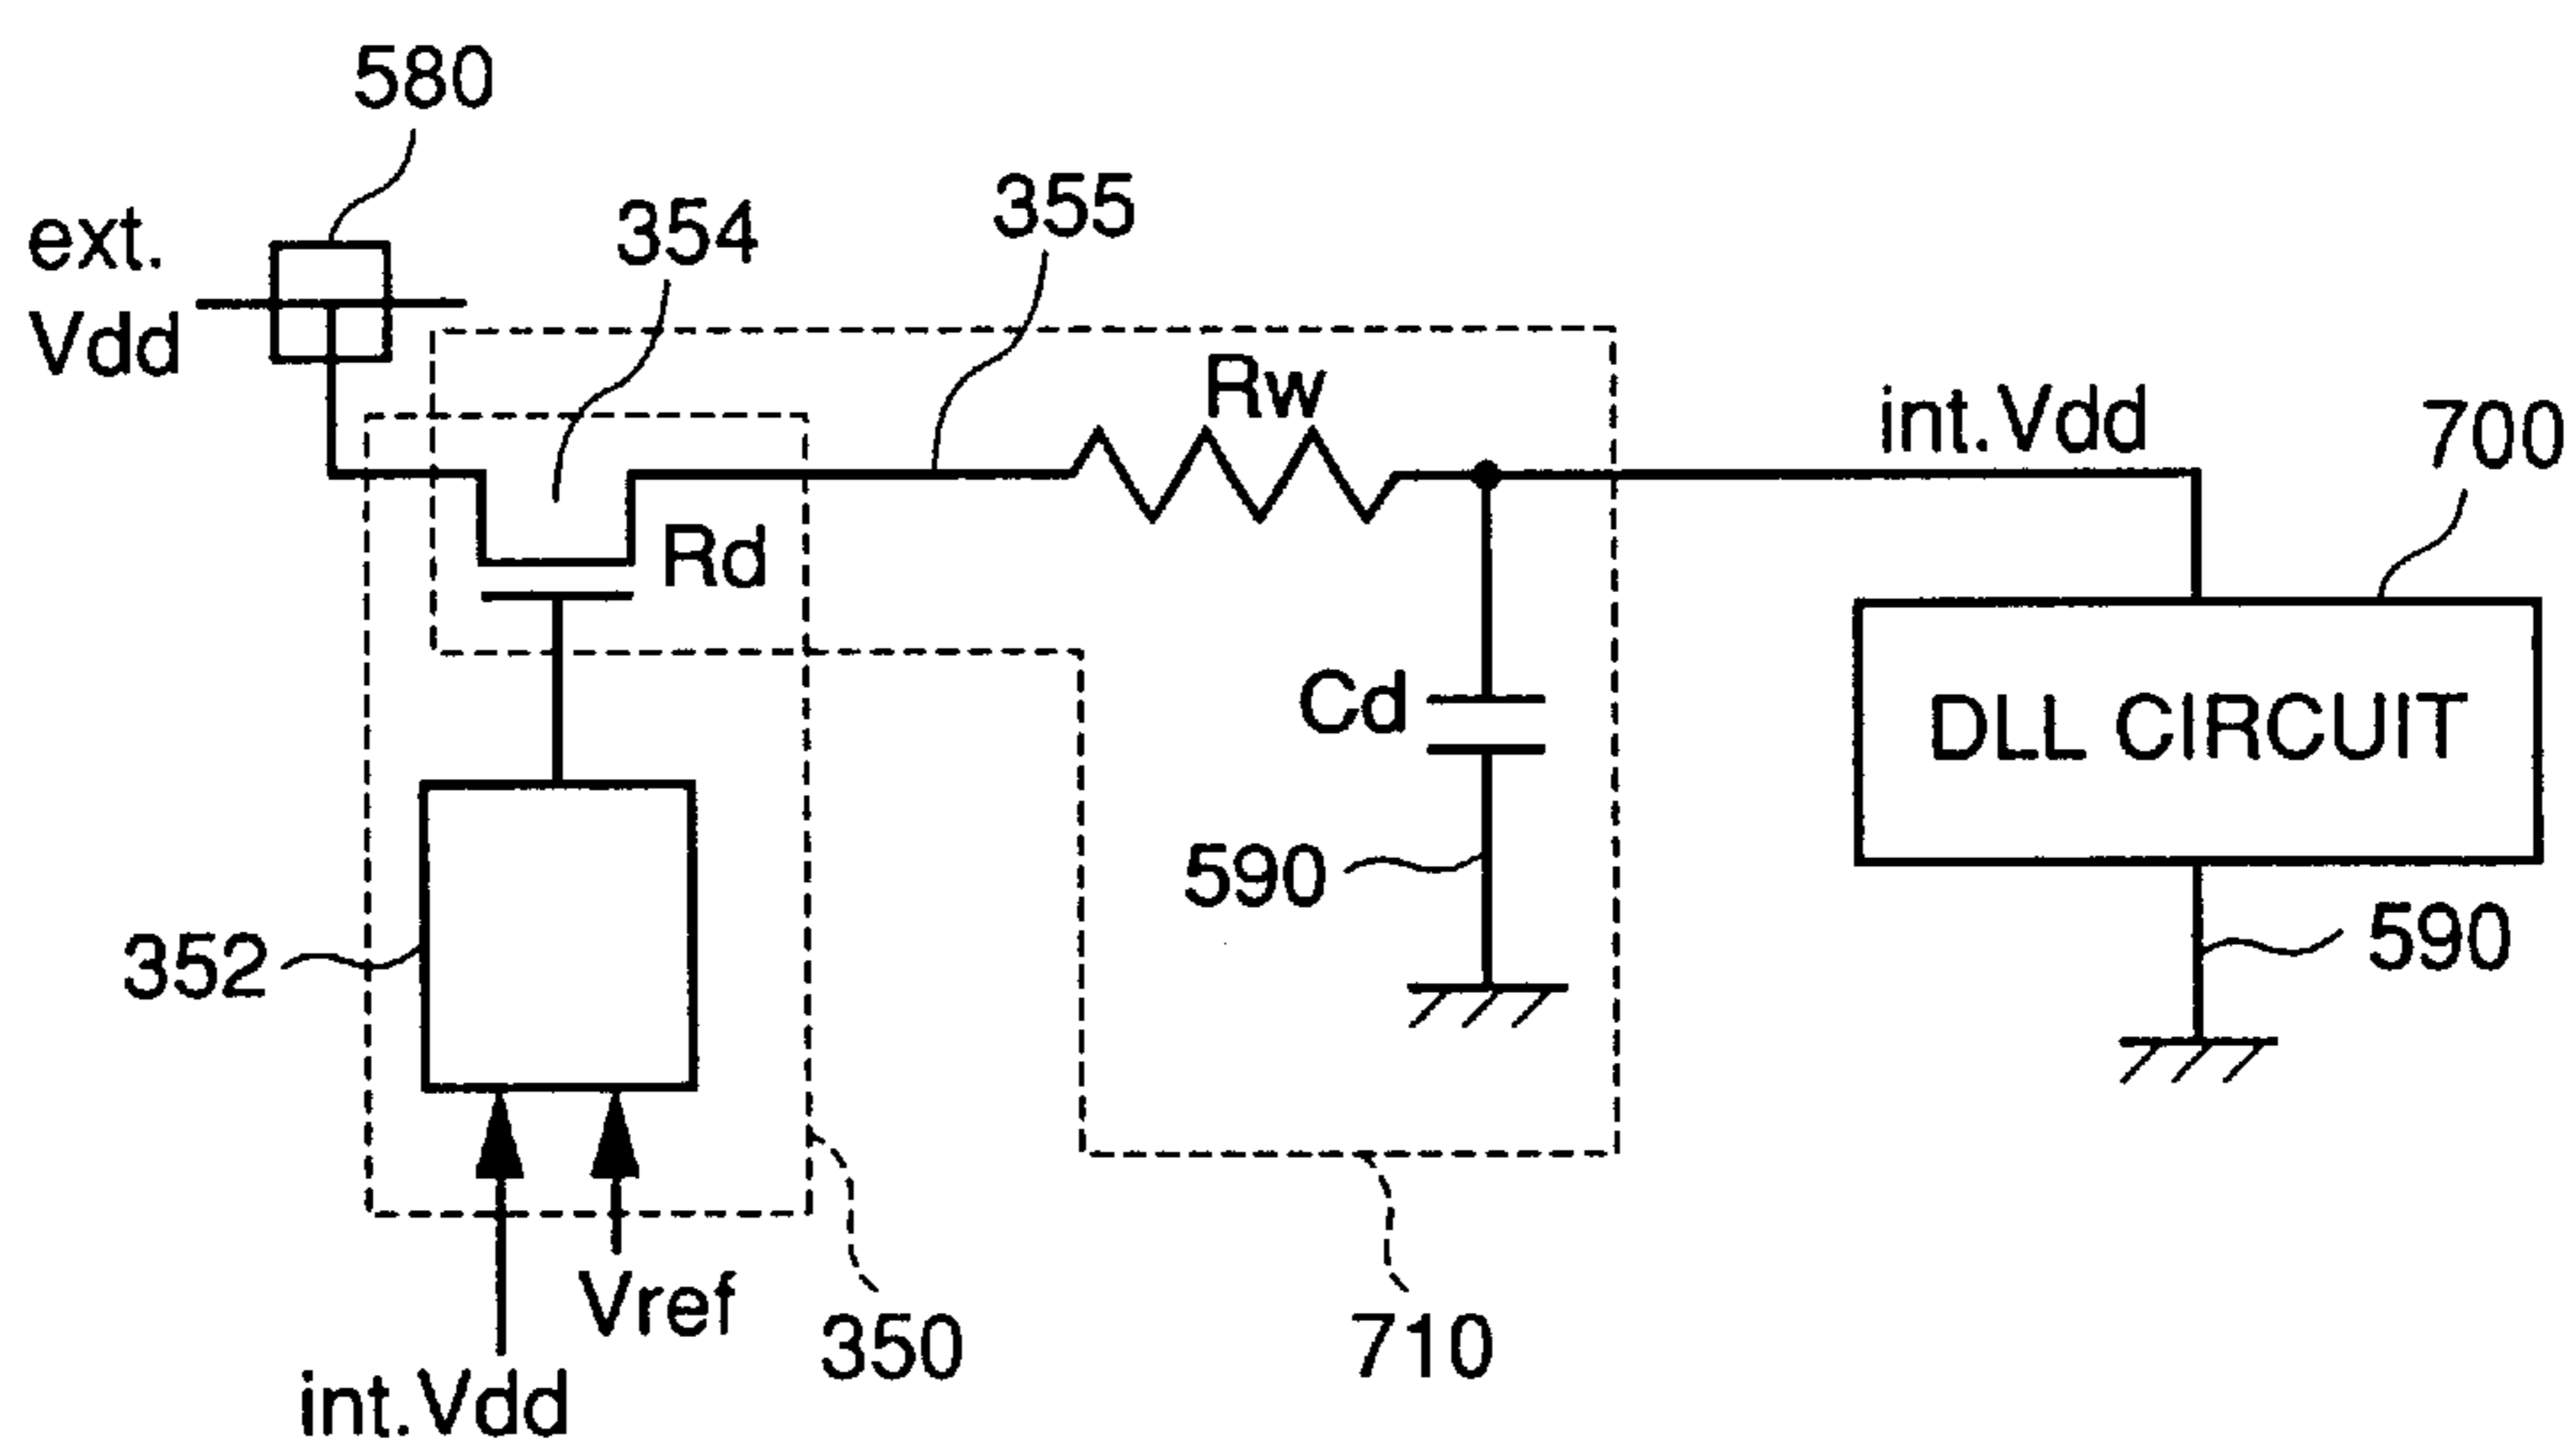 580
ext.
Vdd
354
355
Rw
int.Vdd
700
Rd
Cd
DLL CIRCUIT
590
352
590
Vref
350
710
int.Vdd